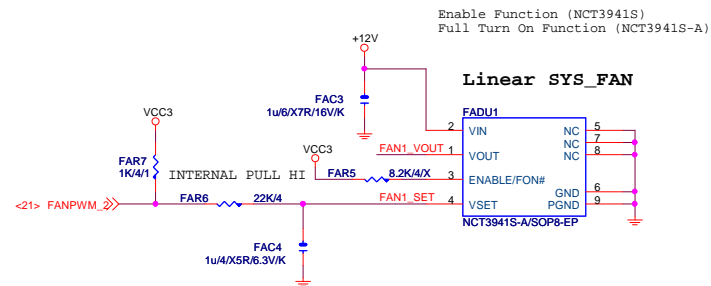 Enable Function (NCT3941S)
Full Turn On Function (NCT3941S-A)
+12V
Linear SYS_FAN
FAC3
1u/6/X7R/16V/K
FADU1
VCC3
2 VIN NC 5
NC 7
FAN1_VOUT 1 VOUT NC 8
VCC3
FAR7
1K/4/1
INTERNAL PULL HI
FAR5 8.2K/4/X 3 ENABLE/FON#
GND 6
<21> FANPWM_2 FAR6 22K/4 FAN1_SET 4 VSET PGND 9
NCT3941S-A/SOP8-EP
FAC4
1u/4/X5R/6.3V/K